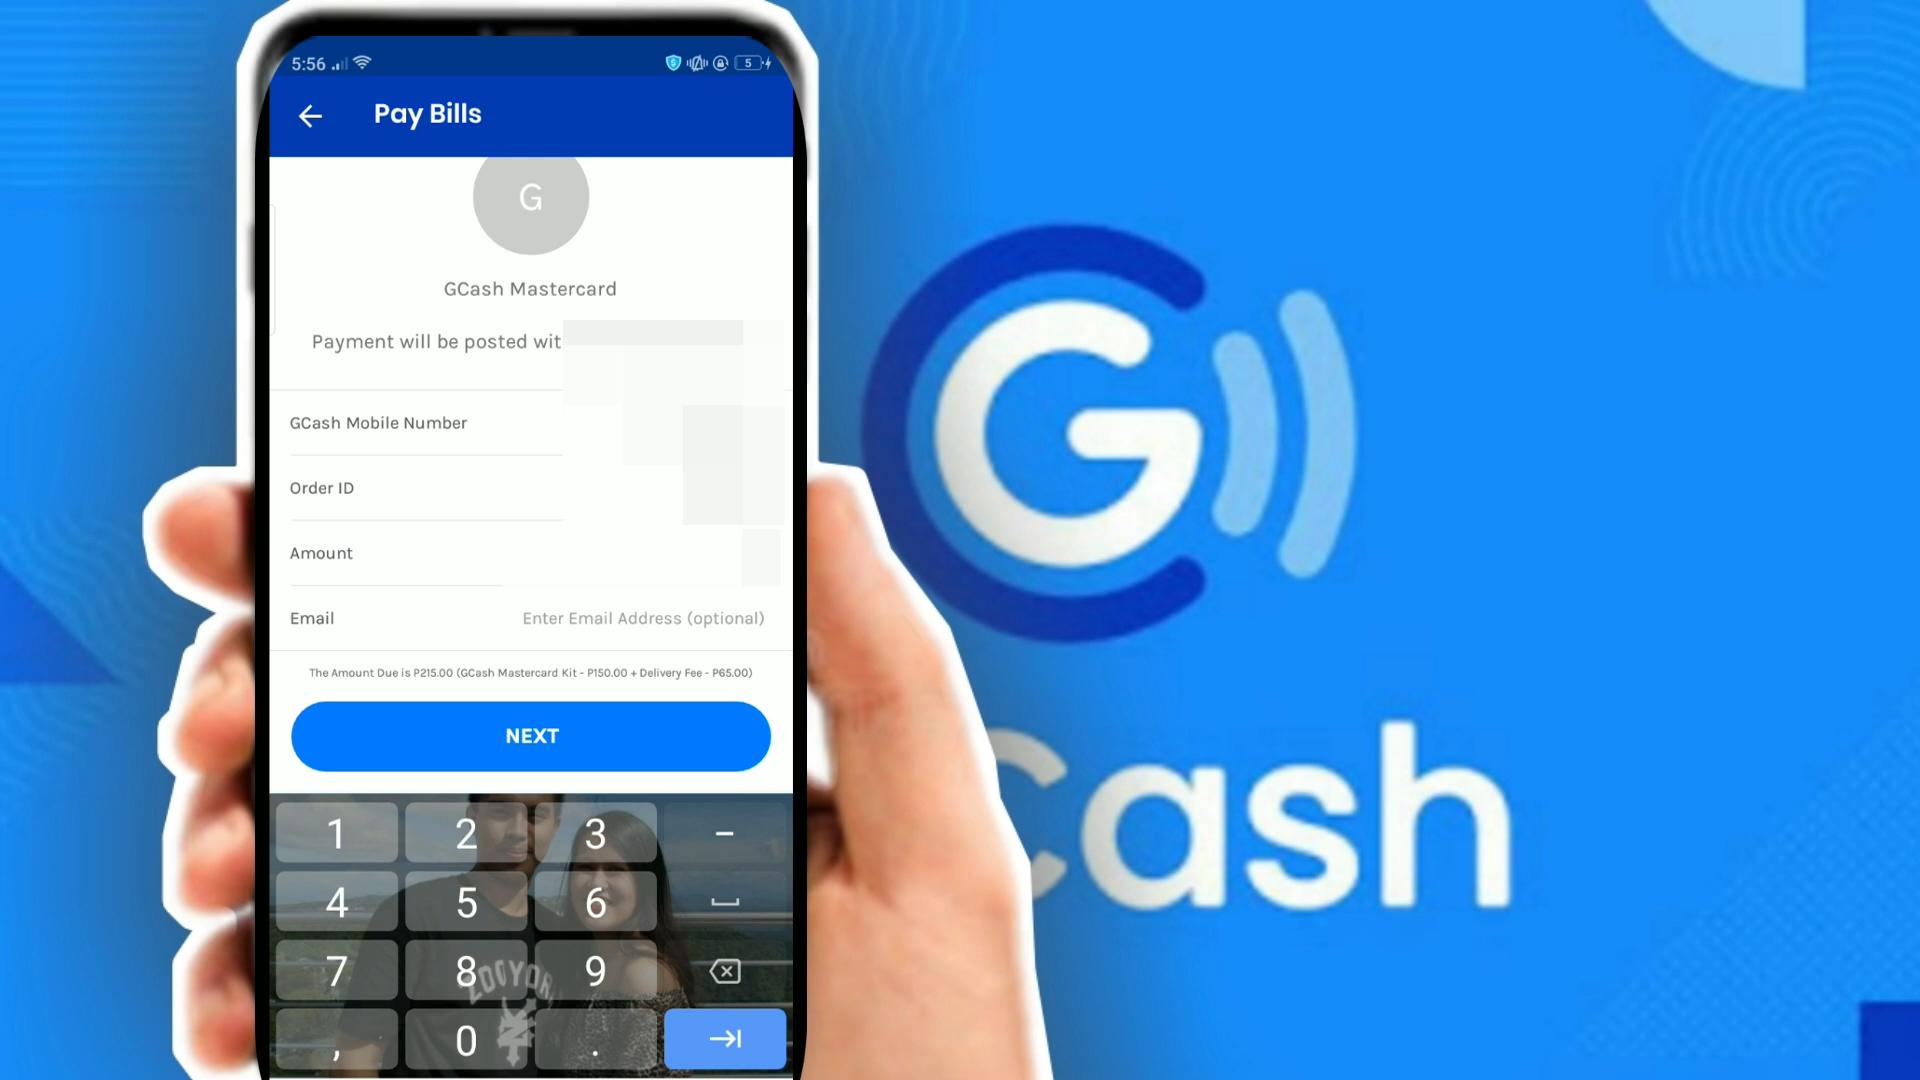 5:56
5
Pay Bills
G
GCash Mastercard
Payment will be posted wit
GCash Mobile Number
Order ID
Amount
Email Enter Email Address (optional)
The Amount Due is P215.00 (GCash Mastercard Kit - P150.00 + Delivery Fee - P65.00)
NEXT
1 2 3 -
4 5 6
7 8 9
, 0 .
ZOOYOR
G
Cash